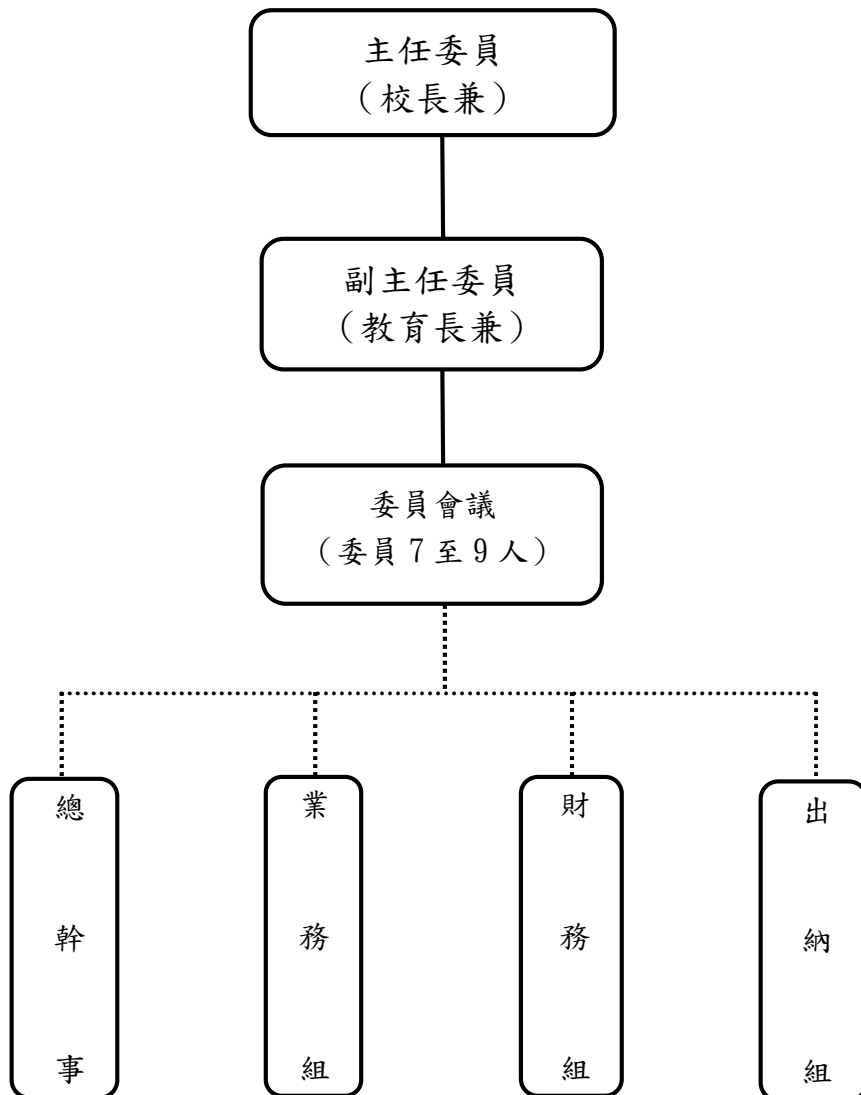 主任委員
（校長兼）
副主任委員
（教育長兼）
委員會議
（委員7至9人）
總幹事
業務組
財務組
出納組